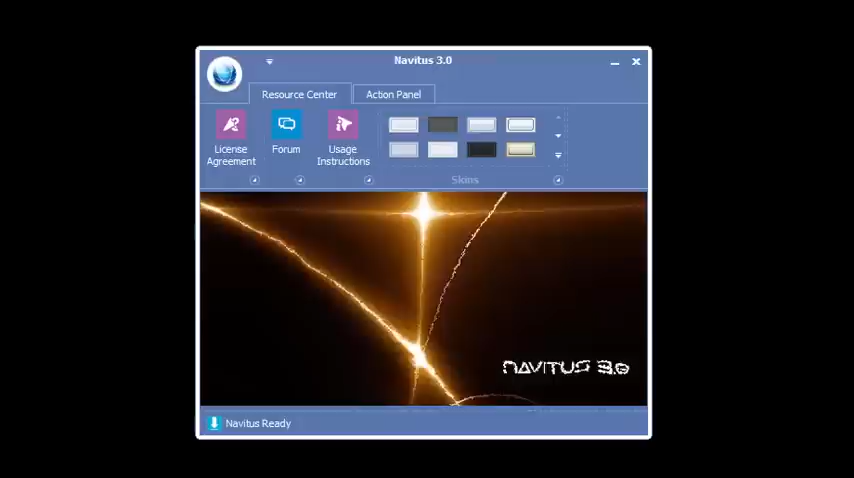 Navitus 3.0
Resource Center
Action Panel
License Agreement
Forum
Usage Instructions
Skins
NAVITUS 3.0
Navitus Ready